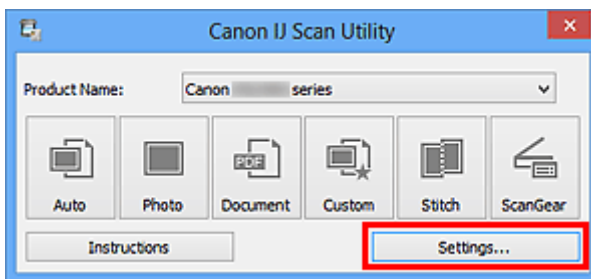 Canon IJ Scan Utility
Product Name: Canon series
PDF
Auto Photo Document Custom Stitch ScanGear
Instructions Settings...